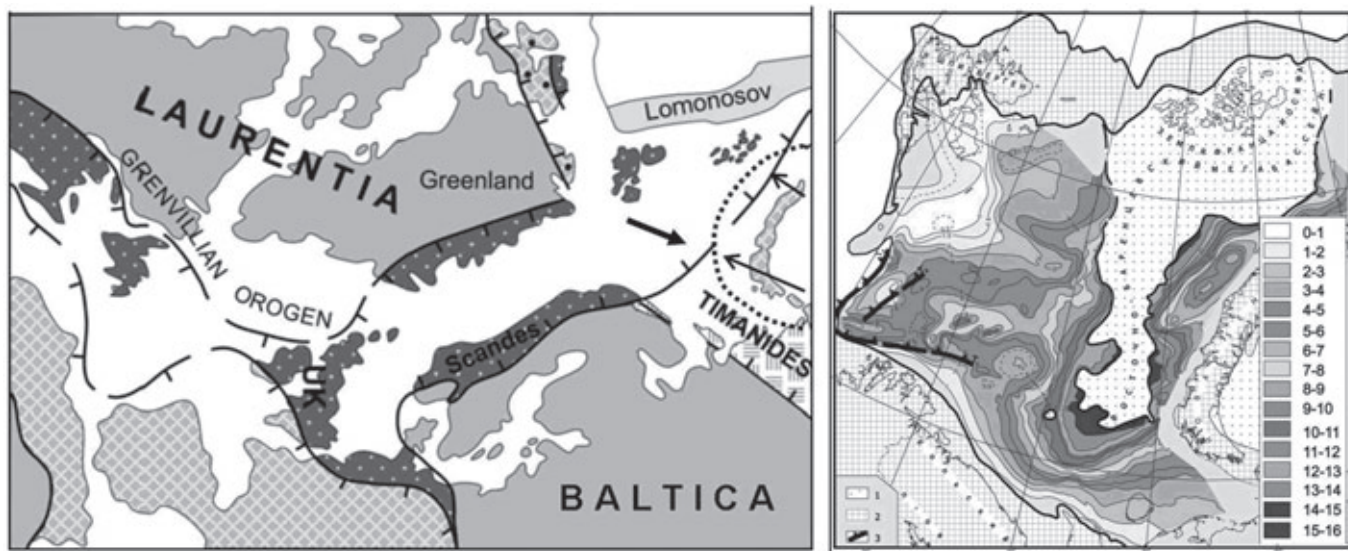 LAURENTIA
Greenland
Lomonosov
GRENVILLIAN
OROGEN
UK
Scandes
TIMANIDES
BALTICA
0-1
1-2
2-3
3-4
4-5
5-6
6-7
7-8
8-9
9-10
10-11
11-12
12-13
13-14
14-15
15-16
1
2
3